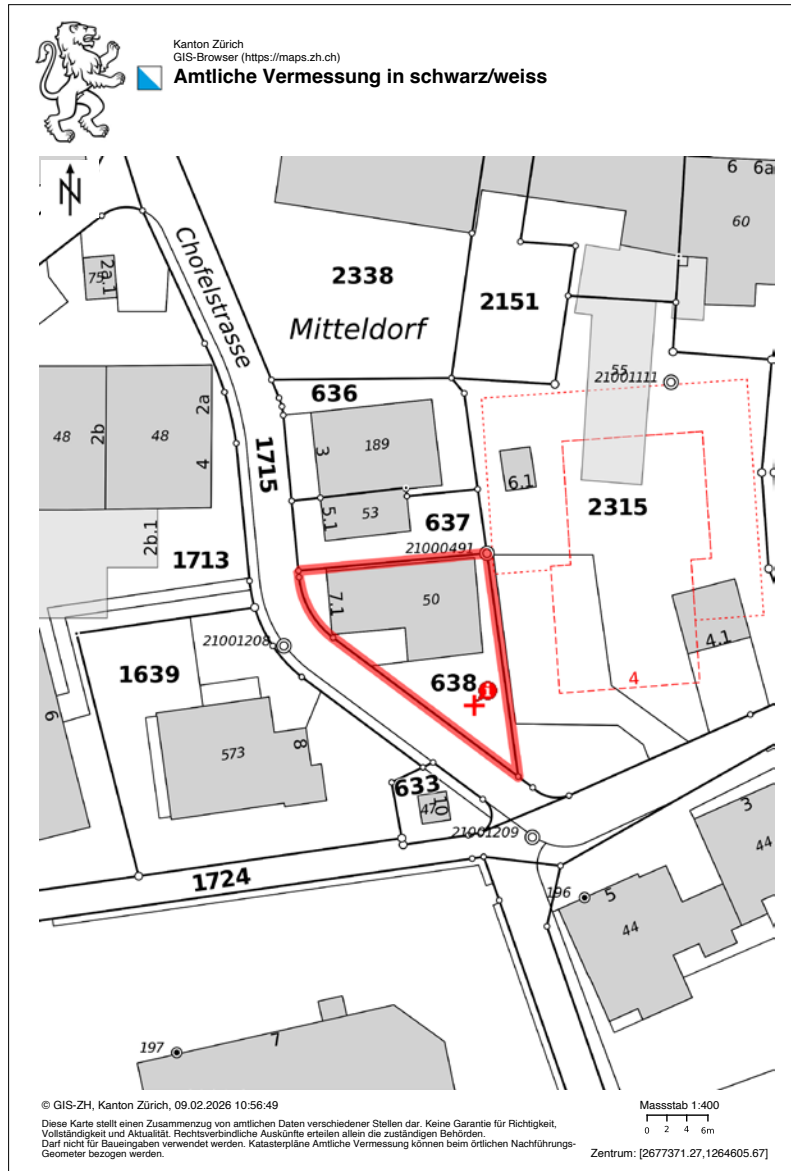 Kanton Zürich
GIS-Browser (https://maps.zh.ch)
Amtliche Vermessung in schwarz/weiss
N
6 6a
60
Chofelstrasse
2a.1
75
2338
2151
Mitteldorf
55
21001111
636
2a
48
2b
48
4
3
189
1715
6.1
5.1
53
637
2315
2b.1
21000491
1713
7.1
50
21001208
4.1
1639
638
4
6
573
8
633
47
10
21001209
3
44
1724
196
5
44
197
7
© GIS-ZH, Kanton Zürich, 09.02.2026 10:56:49
Diese Karte stellt einen Zusammenzug von amtlichen Daten verschiedener Stellen dar. Keine Garantie für Richtigkeit,
Vollständigkeit und Aktualität. Rechtsverbindliche Auskünfte erteilen allein die zuständigen Behörden.
Darf nicht für Baueingaben verwendet werden. Katasterpläne Amtliche Vermessung können beim örtlichen Nachführungs-
Geometer bezogen werden.
Massstab 1:400
0 2 4 6m
Zentrum: [2677371.27,1264605.67]